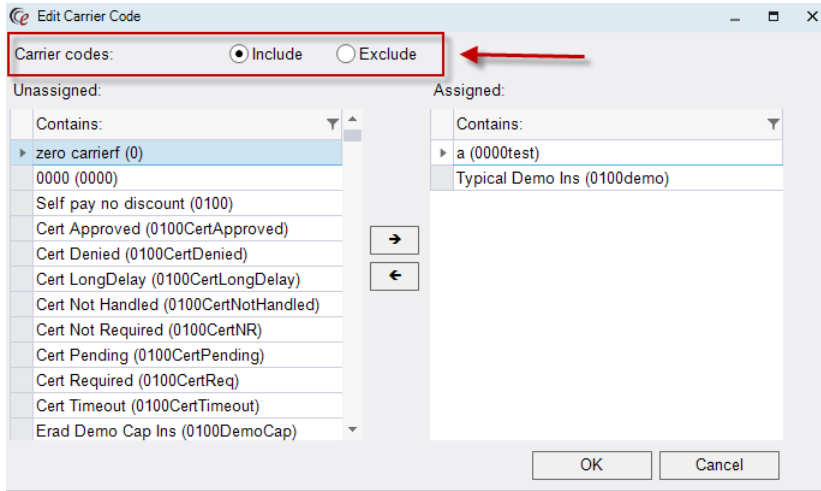 Edit Carrier Code
Carrier codes: Include Exclude
Unassigned:
Contains:
zero carrierf (0)
0000 (0000)
Self pay no discount (0100)
Cert Approved (0100CertApproved)
Cert Denied (0100CertDenied)
Cert LongDelay (0100CertLongDelay)
Cert Not Handled (0100CertNotHandled)
Cert Not Required (0100CertNR)
Cert Pending (0100CertPending)
Cert Required (0100CertReq)
Cert Timeout (0100CertTimeout)
Erad Demo Cap Ins (0100DemoCap)
Assigned:
Contains:
a (0000test)
Typical Demo Ins (0100demo)
OK Cancel